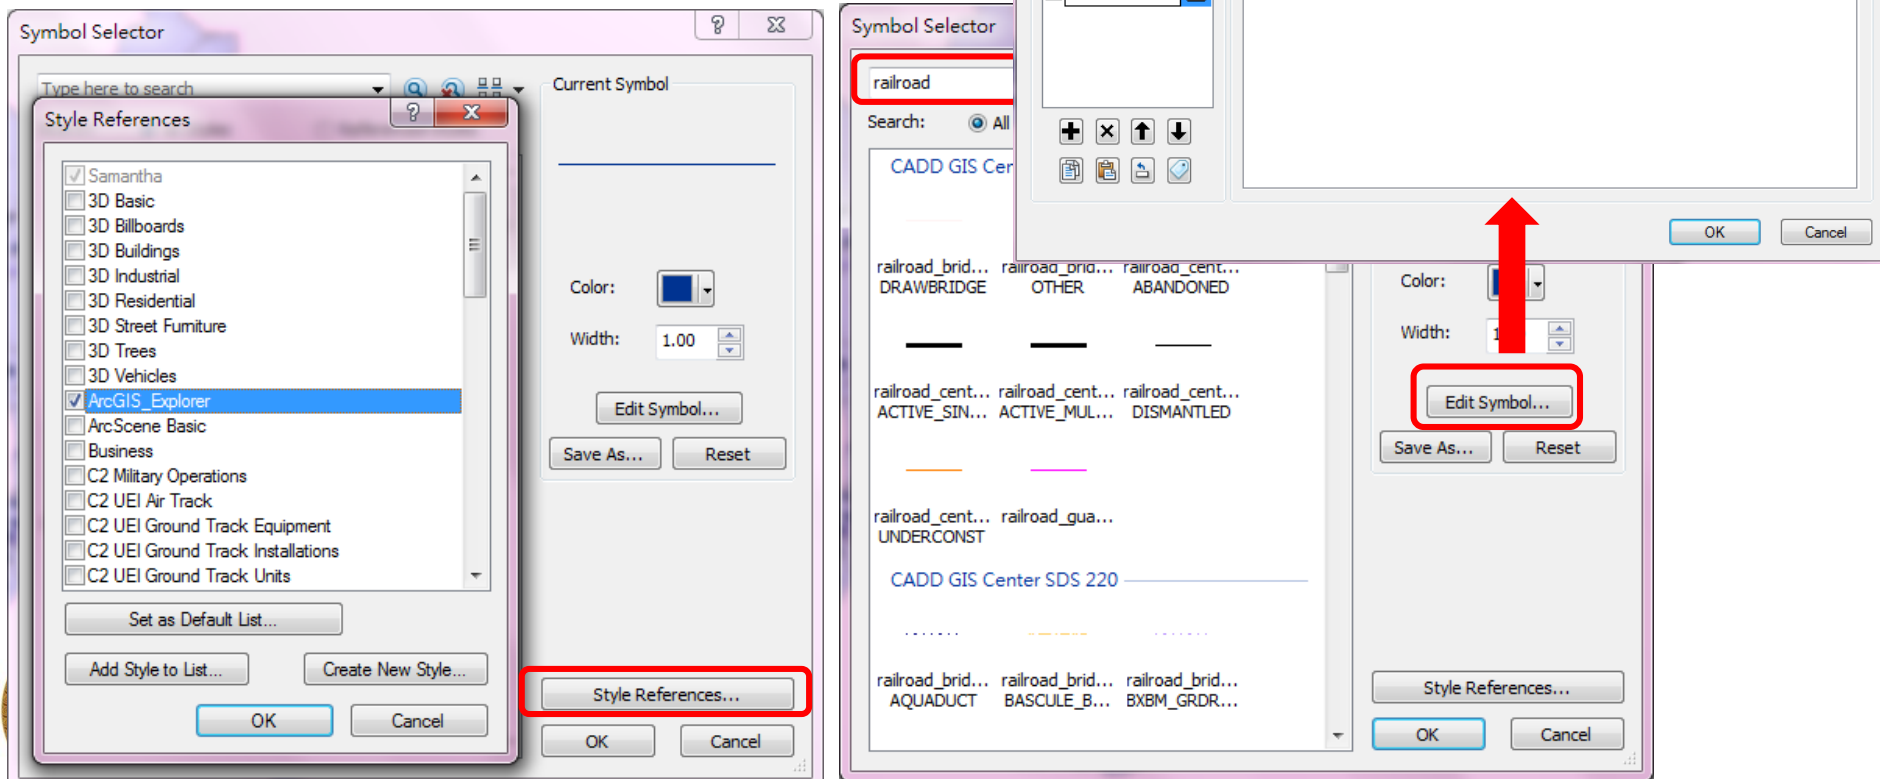 Symbol Selector
Type here to search
Current Symbol
Style References
Samantha
3D Basic
3D Billboards
3D Buildings
3D Industrial
3D Residential
3D Street Furniture
3D Trees
3D Vehicles
ArcGIS_Explorer
ArcScene Basic
Business
C2 Military Operations
C2 UEI Air Track
C2 UEI Ground Track Equipment
C2 UEI Ground Track Installations
C2 UEI Ground Track Units
Set as Default List...
Add Style to List...
Create New Style...
OK
Cancel
Color:
Width:
1.00
Edit Symbol...
Save As...
Reset
Style References...
OK
Cancel
Symbol Selector
railroad
Search:
All
CADD GIS Cer
railroad_brid... railroad_brid... railroad_cent...
DRAWBRIDGE OTHER ABANDONED
railroad_cent... railroad_cent... railroad_cent...
ACTIVE_SIN... ACTIVE_MUL... DISMANTLED
railroad_cent... railroad_gua...
UNDERCONST
CADD GIS Center SDS 220
railroad_brid... railroad_brid... railroad_brid...
AQUADUCT BASCULE_B... BXBM_GRDR...
OK
Cancel
Color:
Width:
Edit Symbol...
Save As...
Reset
Style References...
OK
Cancel